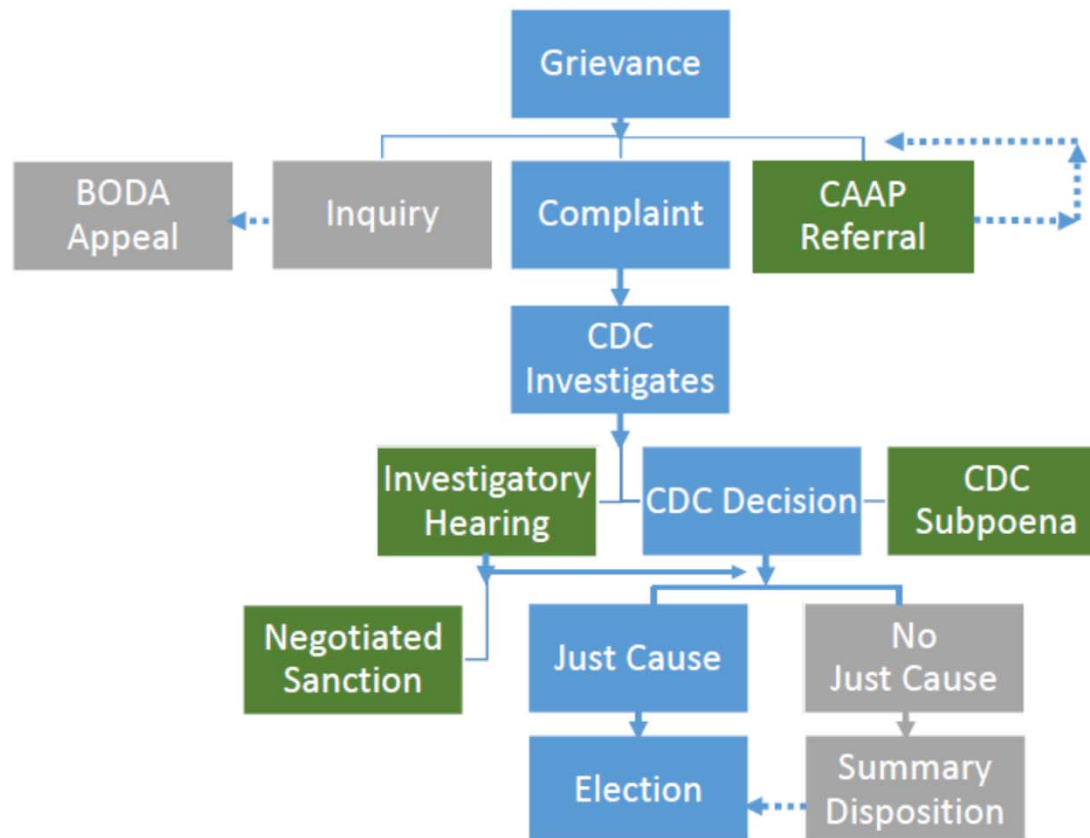 Grievance
BODA
Appeal
Inquiry
Complaint
CAAP
Referral
CDC
Investigates
Investigatory
Hearing
CDC Decision
CDC
Subpoena
Negotiated
Sanction
Just Cause
No
Just Cause
Election
Summary
Disposition